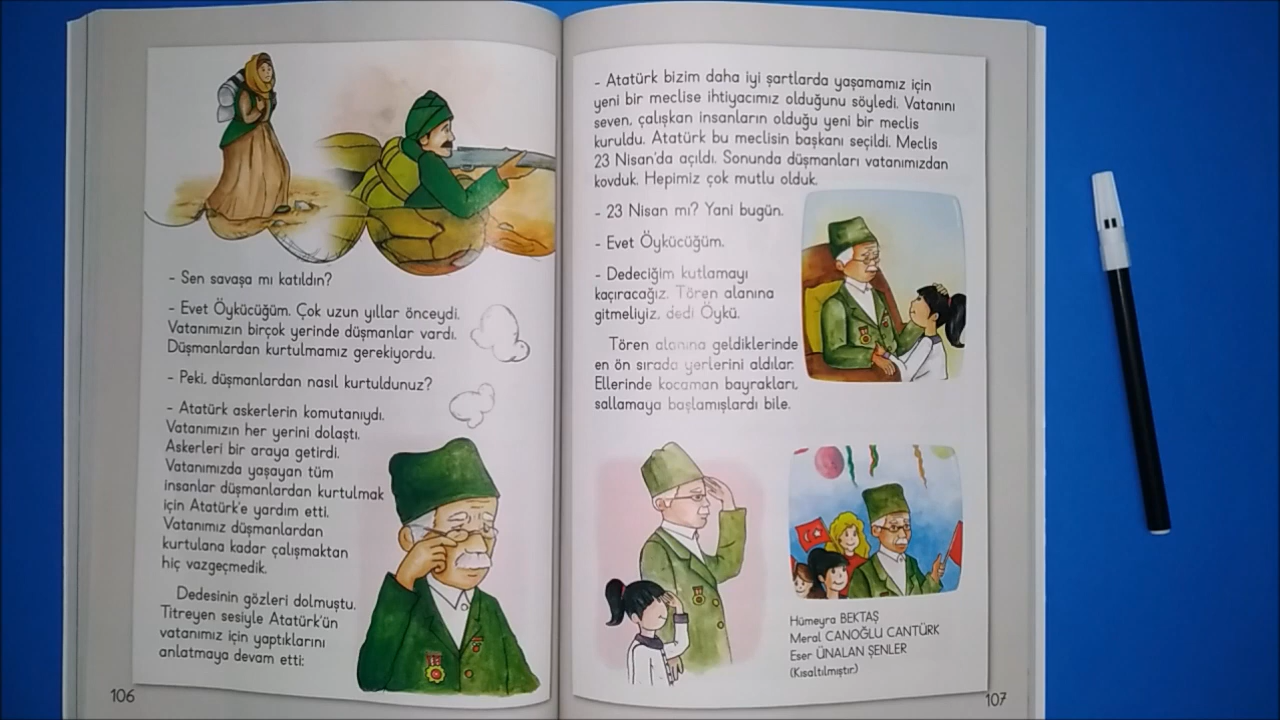 - Sen savaşa mı katıldın?
- Evet Öykücüğüm. Çok uzun yıllar önceydi.
Vatanımızın birçok yerinde düşmanlar vardı.
Düşmanlardan kurtulmamız gerekiyordu.
- Peki, düşmanlardan nasıl kurtuldunuz?
- Atatürk askerlerin komutanıydı.
Vatanımızın her yerini dolaştı.
Askerleri bir araya getirdi.
Vatanımızda yaşayan tüm
insanlar düşmanlardan kurtulmak
için Atatürk'e yardım etti.
Vatanımız düşmanlardan
kurtulana kadar çalışmaktan
hiç vazgeçmedik.
Dedesinin gözleri dolmuştu.
Titreyen sesiyle Atatürk'ün
vatanımız için yaptıklarını
anlatmaya devam etti:
106
- Atatürk bizim daha iyi şartlarda yaşamamız için
yeni bir meclise ihtiyacımız olduğunu söyledi. Vatanını
seven, çalışkan insanların olduğu yeni bir meclis
kuruldu. Atatürk bu meclisin başkanı seçildi. Meclis
23 Nisan'da açıldı. Sonunda düşmanları vatanımızdan
kovduk. Hepimiz çok mutlu olduk.
- 23 Nisan mı? Yani bugün.
- Evet Öykücüğüm.
- Dedeciğim kutlamayı
kaçıracağız. Tören alanına
gitmeliyiz, dedi Öykü.
Tören alanına geldiklerinde
en ön sırada yerlerini aldılar.
Ellerinde kocaman bayrakları,
sallamaya başlamışlardı bile.
Hümeyra BEKTAŞ
Meral CANOĞLU CANTÜRK
Eser ÜNALAN ŞENLER
(Kısaltılmıştır.)
107